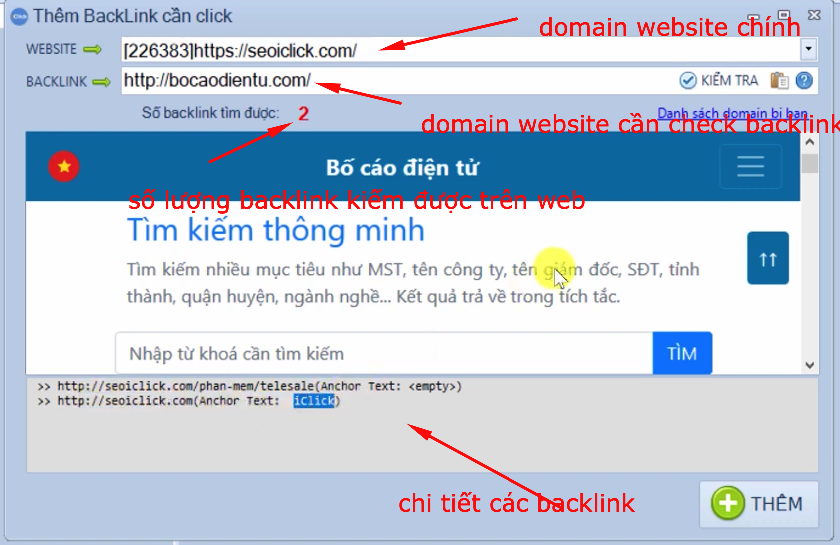 Thêm BackLink cần click
domain website chính
WEBSITE
[226383]https://seoiclick.com/
BACKLINK
http://bocaodientu.com/
KIỂM TRA
Số backlink tìm được: 2
Danh sách domain bị bạn
domain website cần check backlink
Bố cáo điện tử
số lượng backlink kiếm được trên web
Tìm kiếm thông minh
Tìm kiếm nhiều mục tiêu như MST, tên công ty, tên giám đốc, SĐT, tỉnh
thành, quận huyện, ngành nghề... Kết quả trả về trong tích tắc.
Nhập từ khoá cần tìm kiếm
TÌM
>> http://seoiclick.com/phan-mem/telesale(Anchor Text: <empty>)
>> http://seoiclick.com(Anchor Text: iClick)
chi tiết các backlink
THÊM